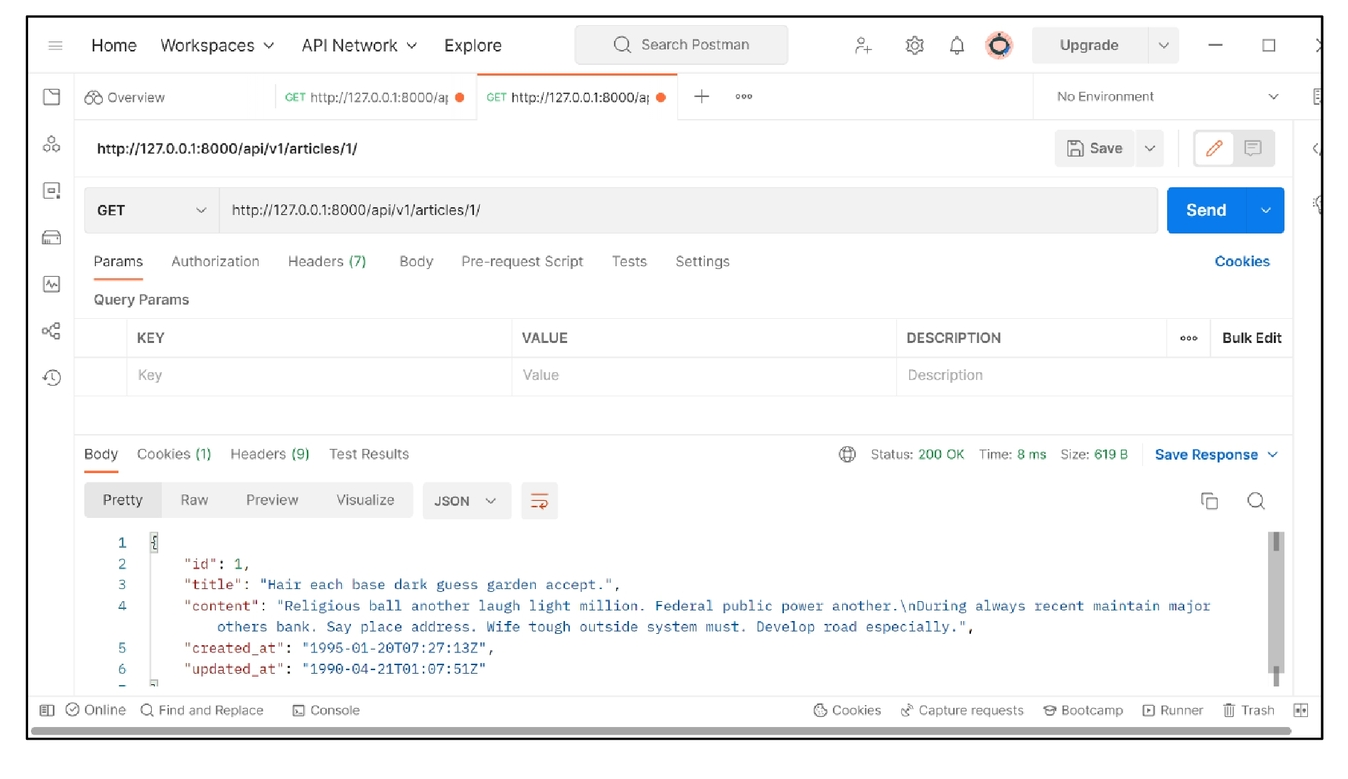 Home Workspaces API Network Explore Search Postman Upgrade
Overview GET http://127.0.0.1:8000/ap GET http://127.0.0.1:8000/ap No Environment
http://127.0.0.1:8000/api/v1/articles/1/ Save
GET http://127.0.0.1:8000/api/v1/articles/1/ Send
Params Authorization Headers (7) Body Pre-request Script Tests Settings Cookies
Query Params
KEY VALUE DESCRIPTION Bulk Edit
Key Value Description
Body Cookies (1) Headers (9) Test Results Status: 200 OK Time: 8 ms Size: 619 B Save Response
Pretty Raw Preview Visualize JSON
1 {
2 "id": 1,
3 "title": "Hair each base dark guess garden accept.",
4 "content": "Religious ball another laugh light million. Federal public power another.\nDuring always recent maintain major
others bank. Say place address. Wife tough outside system must. Develop road especially.",
5 "created_at": "1995-01-20T07:27:13Z",
6 "updated_at": "1990-04-21T01:07:51Z"
Online Find and Replace Console Cookies Capture requests Bootcamp Runner Trash